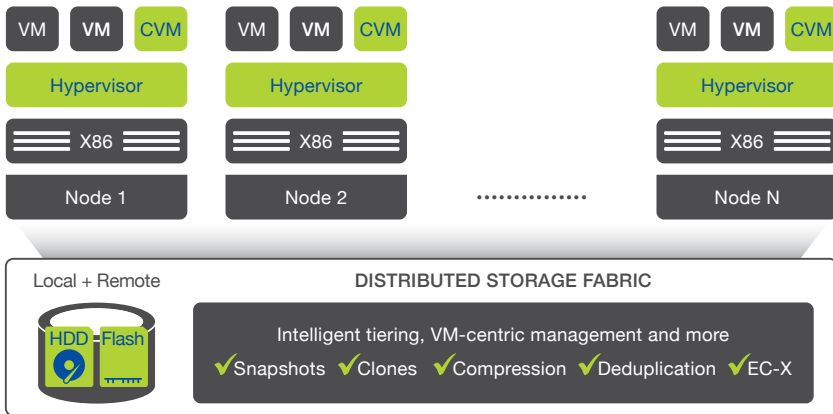 VM VM CVM VM VM CVM VM VM CVM
Hypervisor Hypervisor Hypervisor
X86 X86 X86
Node 1 Node 2 ............... Node N
Local + Remote DISTRIBUTED STORAGE FABRIC
HDD Flash
Intelligent tiering, VM-centric management and more
Snapshots Clones Compression Deduplication EC-X